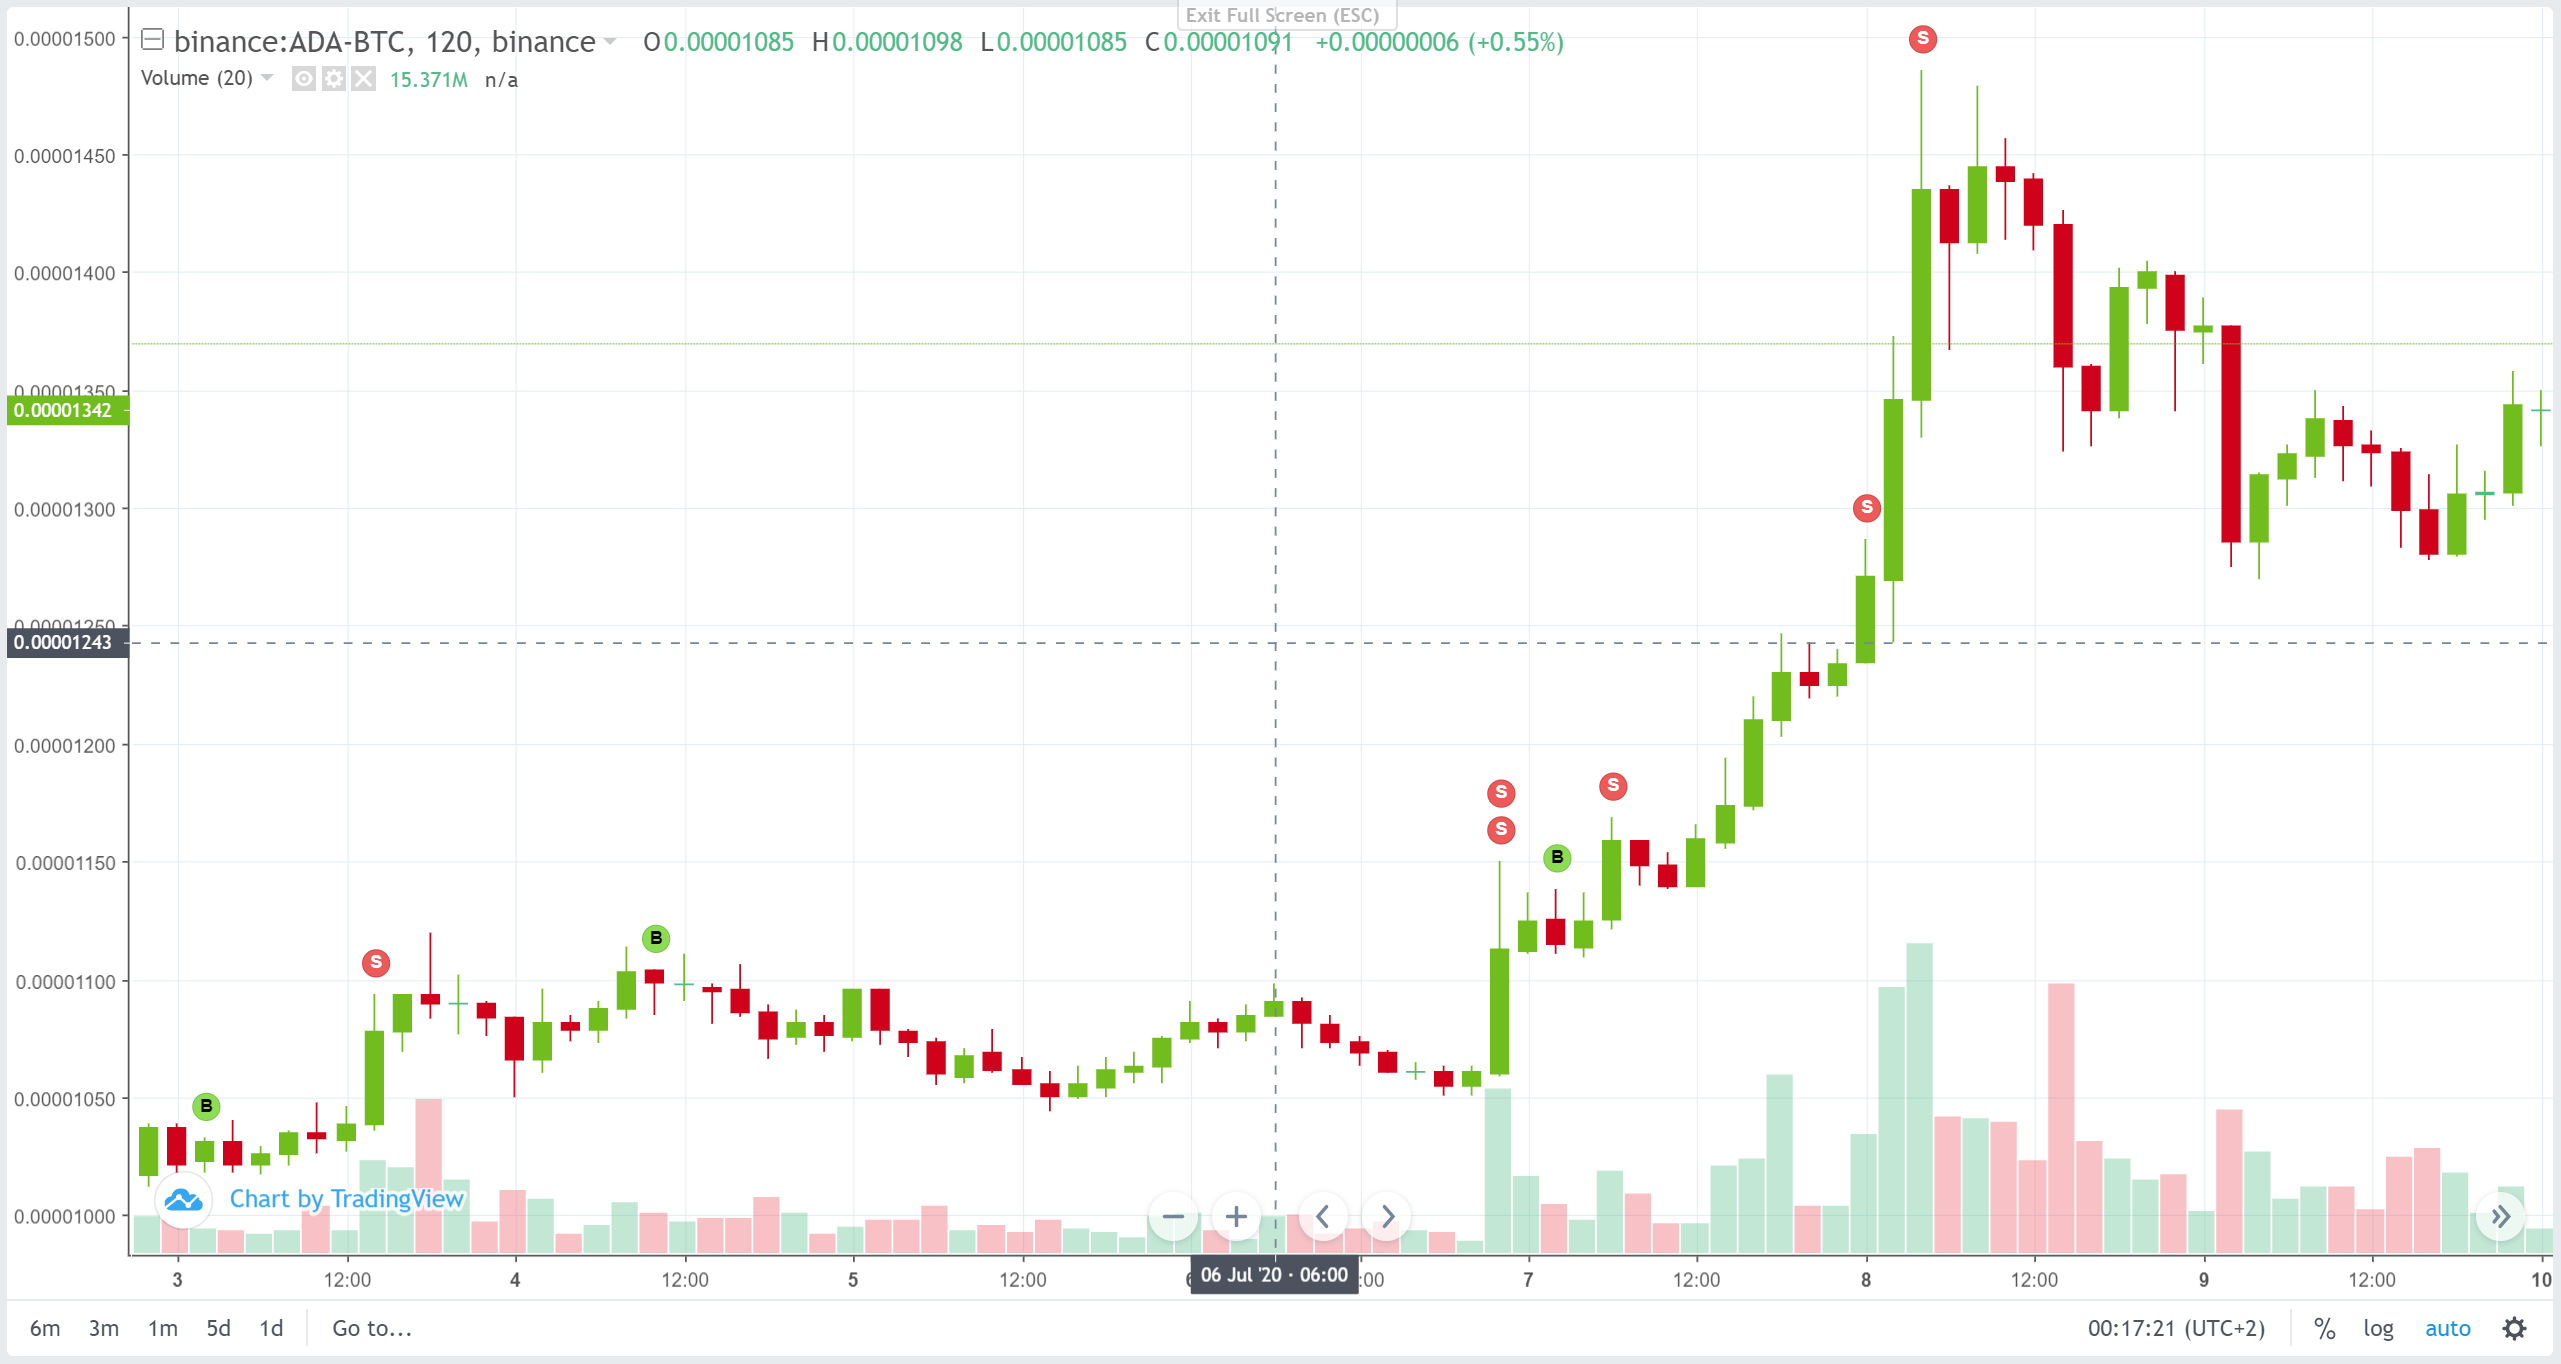 Exit Full Screen (ESC)
binance:ADA-BTC, 120, binance O0.00001085 H0.00001098 L0.00001085 C0.00001091 +0.00000006 (+0.55%)
Volume (20) 15.371M n/a
0.00001500
0.00001450
0.00001400
0.00001350
0.00001342
0.00001300
0.00001250
0.00001243
0.00001200
0.00001150
0.00001100
0.00001050
0.00001000
S
S
S
S
S
B
B
S
B
Chart by TradingView
3 12:00 4 12:00 5 12:00 6 06 Jul '20 · 06:00 :00 7 12:00 8 12:00 9 12:00 10
6m 3m 1m 5d 1d Go to... 00:17:21 (UTC+2) % log auto